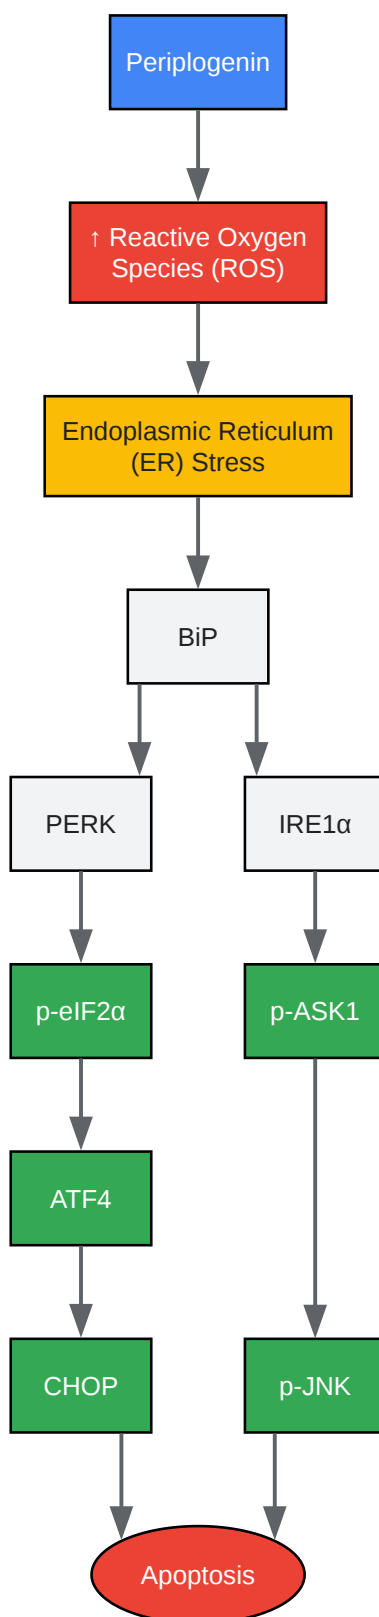 Periplogenin
↑ Reactive Oxygen
Species (ROS)
Endoplasmic Reticulum
(ER) Stress
BiP
PERK
IRE1α
p-eIF2α
p-ASK1
ATF4
CHOP
p-JNK
Apoptosis